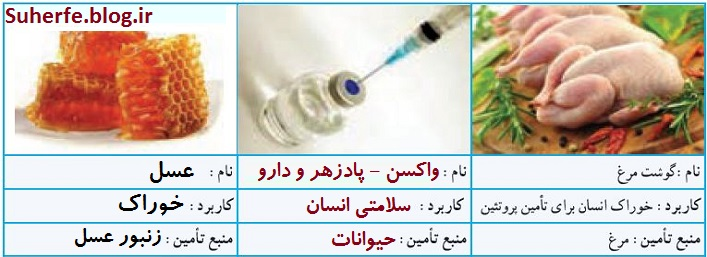 Suherfe.blog.ir
نام : گوشت مرغ
نام : واکسن - پادزهر و دارو
نام : عسل
کاربرد : خوراک انسان برای تأمین پروتئین
کاربرد : سلامتی انسان
کاربرد : خوراک
منبع تأمین : مرغ
منبع تأمین : حیوانات
منبع تأمین : زنبور عسل